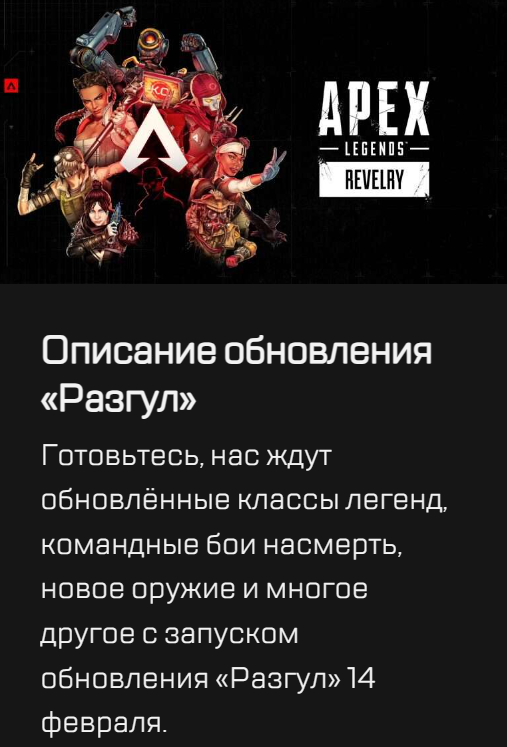 APEX
LEGENDS
REVELRY
Описание обновления
«Разгул»
Готовьтесь, нас ждут
обновлённые классы легенд,
командные бои насмерть,
новое оружие и многое
другое с запуском
обновления «Разгул» 14
февраля.